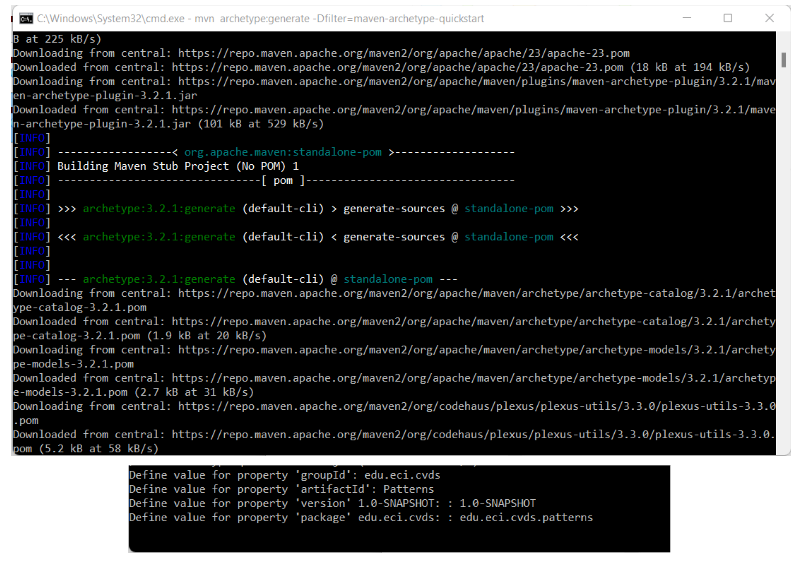 C:\Windows\System32\cmd.exe - mvn archetype:generate -Dfilter=maven-archetype-quickstart
B at 225 kB/s)
Downloading from central: https://repo.maven.apache.org/maven2/org/apache/apache/23/apache-23.pom
Downloaded from central: https://repo.maven.apache.org/maven2/org/apache/apache/23/apache-23.pom (18 kB at 194 kB/s)
Downloading from central: https://repo.maven.apache.org/maven2/org/apache/maven/plugins/maven-archetype-plugin/3.2.1/mav
en-archetype-plugin-3.2.1.jar
Downloaded from central: https://repo.maven.apache.org/maven2/org/apache/maven/plugins/maven-archetype-plugin/3.2.1/mave
n-archetype-plugin-3.2.1.jar (101 kB at 529 kB/s)
[INFO]
[INFO] ------------------< org.apache.maven:standalone-pom >-------------------
[INFO] Building Maven Stub Project (No POM) 1
[INFO] --------------------------------[ pom ]---------------------------------
[INFO]
[INFO] >>> archetype:3.2.1:generate (default-cli) > generate-sources @ standalone-pom >>>
[INFO]
[INFO] <<< archetype:3.2.1:generate (default-cli) < generate-sources @ standalone-pom <<<
[INFO]
[INFO]
[INFO] --- archetype:3.2.1:generate (default-cli) @ standalone-pom ---
Downloading from central: https://repo.maven.apache.org/maven2/org/apache/maven/archetype/archetype-catalog/3.2.1/archet
ype-catalog-3.2.1.pom
Downloaded from central: https://repo.maven.apache.org/maven2/org/apache/maven/archetype/archetype-catalog/3.2.1/archety
pe-catalog-3.2.1.pom (1.9 kB at 20 kB/s)
Downloading from central: https://repo.maven.apache.org/maven2/org/apache/maven/archetype/archetype-models/3.2.1/archety
pe-models-3.2.1.pom
Downloaded from central: https://repo.maven.apache.org/maven2/org/apache/maven/archetype/archetype-models/3.2.1/archetyp
e-models-3.2.1.pom (2.7 kB at 31 kB/s)
Downloading from central: https://repo.maven.apache.org/maven2/org/codehaus/plexus/plexus-utils/3.3.0/plexus-utils-3.3.0
.pom
Downloaded from central: https://repo.maven.apache.org/maven2/org/codehaus/plexus/plexus-utils/3.3.0/plexus-utils-3.3.0.
pom (5.2 kB at 58 kB/s)
Define value for property 'groupId': edu.eci.cvds
Define value for property 'artifactId': Patterns
Define value for property 'version' 1.0-SNAPSHOT: : 1.0-SNAPSHOT
Define value for property 'package' edu.eci.cvds: : edu.eci.cvds.patterns